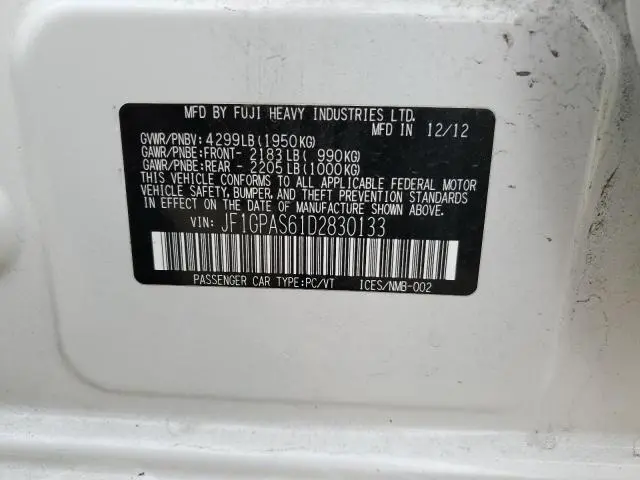 MFD BY FUJI HEAVY INDUSTRIES LTD.
MFD IN 12/12
GVWR/PNBV: 4299LB(1950KG)
GAWR/PNBE:FRONT- 2183LB( 990KG)
GAWR/PNBE:REAR - 2205LB(1000KG)
THIS VEHICLE CONFORMS TO ALL APPLICABLE FEDERAL MOTOR
VEHICLE SAFETY, BUMPER, AND THEFT PREVENTION STANDARDS
IN EFFECT ON THE DATE OF MANUFACTURE SHOWN ABOVE.
VIN: JF1GPAS61D2830133
PASSENGER CAR TYPE:PC/VT ICES/NMB-002